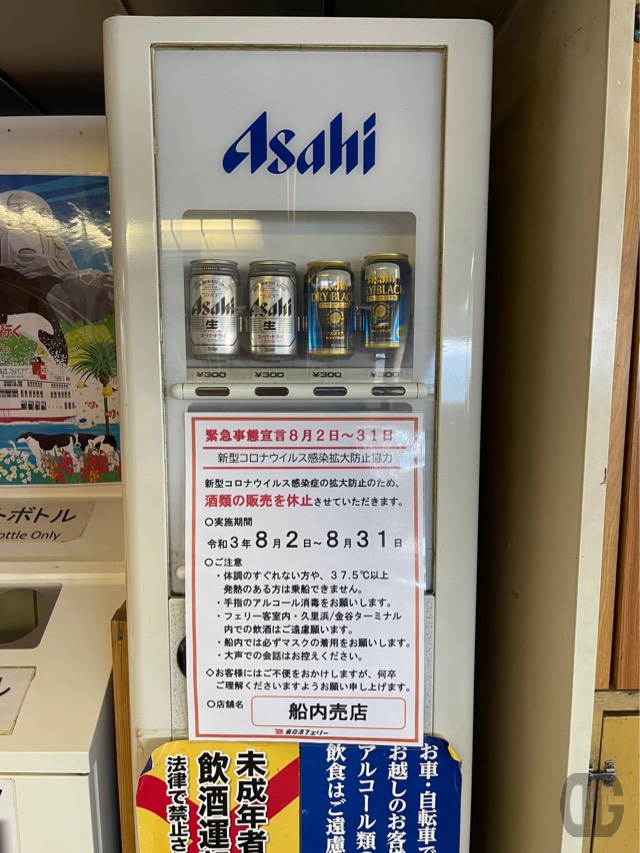 Asahi
Asahi
生
Asahi
生
DRY BLACK
DRY BLACK
¥300
¥300
¥300
¥300
緊急事態宣言8月2日～31日
新型コロナウイルス感染拡大防止協力
新型コロナウイルス感染症の拡大防止のため、
酒類の販売を休止させていただきます。
○実施期間
令和3年8月2日～8月31日
○ご注意
・体調のすぐれない方や、37.5℃以上
発熱のある方は乗船できません。
・手指のアルコール消毒をお願いします。
・フェリー客室内・久里浜/金谷ターミナル
内での飲酒はご遠慮願います。
・船内では必ずマスクの着用をお願いします。
・大声での会話はお控えください。
◇お客様にはご不便をおかけしますが、何卒
ご理解くださいますようお願い申し上げます。
○店舗名
船内売店
東京湾フェリー
未成年者
飲酒運
法律で禁止さ
お車・自転車で
お越しのお客様
アルコール類の
飲食はご遠慮
行く
トボトル
ottle Only